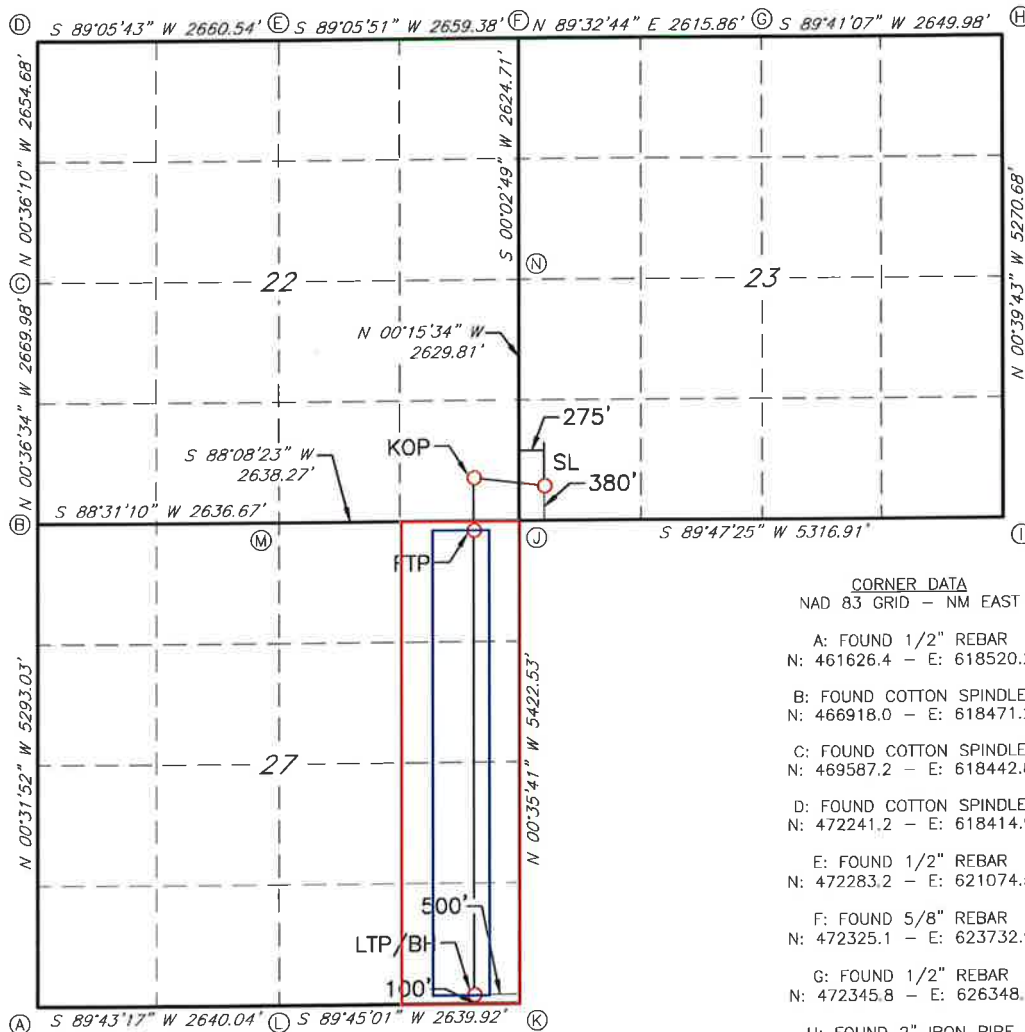 D S 89°05'43" W 2660.54' E S 89°05'51" W 2659.38' F N 89°32'44" E 2615.86' G S 89°41'07" W 2649.98' H
N 00°36'10" W 2654.68'
S 00°02'49" W 2624.71'
N 00°39'43" W 5270.68'
C
22
N
23
N 00°36'34" W 2669.98'
N 00°15'34" W
2629.81'
275'
KOP
SL
S 88°08'23" W
2638.27'
380'
B S 88°31'10" W 2636.67'
M
J
S 89°47'25" W 5316.91'
I
FTP
N 00°31'52" W 5293.03'
N 00°35'41" W 5422.53'
27
500'
LTP/BH
100'
A S 89°43'17" W 2640.04' L S 89°45'01" W 2639.92' K
CORNER DATA
NAD 83 GRID – NM EAST
A: FOUND 1/2" REBAR
N: 461626.4 – E: 618520.
B: FOUND COTTON SPINDLE
N: 466918.0 – E: 618471.
C: FOUND COTTON SPINDLE
N: 469587.2 – E: 618442.
D: FOUND COTTON SPINDLE
N: 472241.2 – E: 618414.
E: FOUND 1/2" REBAR
N: 472283.2 – E: 621074.
F: FOUND 5/8" REBAR
N: 472325.1 – E: 623732.
G: FOUND 1/2" REBAR
N: 472345.8 – E: 626348.